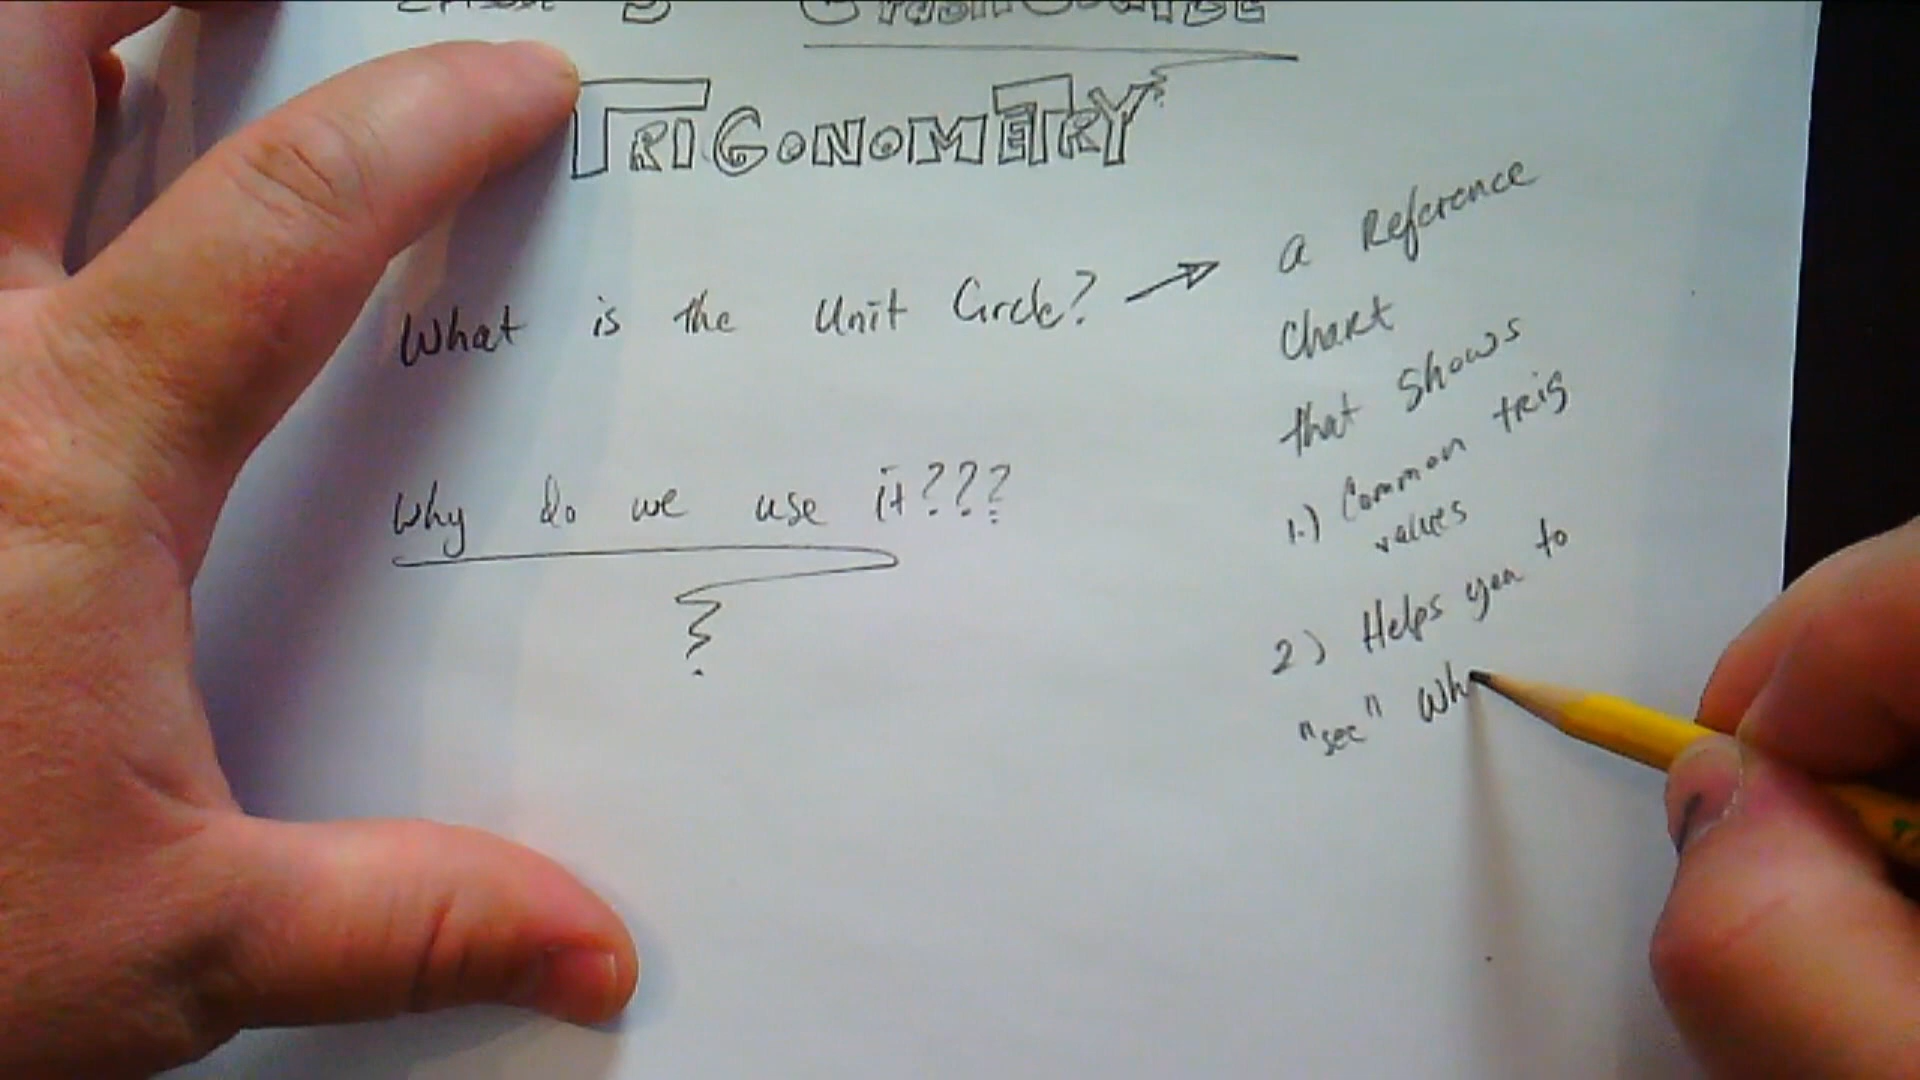 TRIGONOMETRY
What is the Unit Circle? → a Reference
Chart
that shows
1.) Common trig
values
Why do we use it???
2) Helps you to
"see" Wh